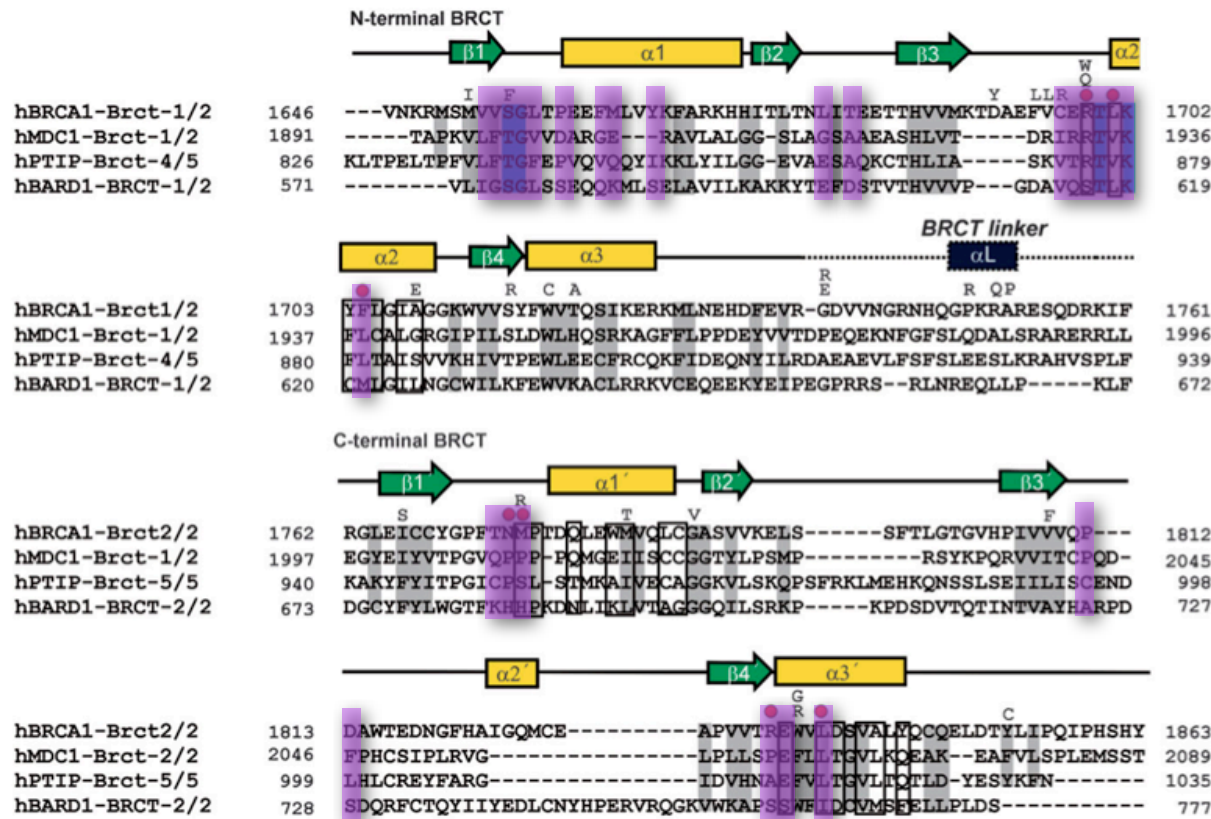 N-terminal BRCT
β1 α1 β2 β3 α2
W
I F Y LL R Q
hBRCA1-Brct-1/2 1646 ---VNKRMSMVVSGLTPEEFMLVYKFARKHHITLTNLITEETTHVVMKTDAEFVCERTLK 1702
hMDC1-Brct-1/2 1891 -----TAPKVLFTGVVDARGE--RAVLALGG-SLAGSAAEASHLVT----DRIRRTVK 1936
hPTIP-Brct-4/5 826 KLTPELTPFVLFTGFEPVQVQQYIKKLYILGG-EVAESAQKCTHLIA----SKVTRTVK 879
hBARD1-BRCT-1/2 571 --------VLIGSGLSSEQQKMLSELAVILKAKKYTEFDSTVTHVVVP---GDAVQSTLK 619
BRCT linker
α2 β4 α3 αL
R
E R C A E R QP
hBRCA1-Brct1/2 1703 YFLGIAGGKWVVSYFWVTQSIKERKMLNEHDFEVR-GDVVNGRNHQGPKRARESQDRKIF 1761
hMDC1-Brct-1/2 1937 FLCALGRGIPILSLDWLHQSRKAGFFLPPDEYVVTDPEQEKNFGFSLQDALSRARERRLL 1996
hPTIP-Brct-4/5 880 FLTAISVVKHIVTPEWLEECFRCQKFIDEQNYILRDAEAEVLFSFSLEESLKRAHVSPLF 939
hBARD1-BRCT-1/2 620 CMLGILNGCWILKFEWVKACLRRKVCEQEEKYEIPEGPRRS--RLNREQLLP----KLF 672
C-terminal BRCT
β1 α1´ β2´ β3
S R T V F
hBRCA1-Brct2/2 1762 RGLEICCYGPFTNMPTDQLEWMVQLCGASVVKELS------SFTLGTGVHPIVVVQP-- 1812
hMDC1-Brct-1/2 1997 EGYEIYVTPGVQPPPPQMGEIISCCGGTYLPSMP------RSYKPQRVVITCPQD- 2045
hPTIP-Brct-5/5 940 KAKYFYITPGICPSL-STMKAIVECAGGKVLSKQPSFRKLMEHKQNSSLSEIILISCEND 998
hBARD1-BRCT-2/2 673 DGCYFYLWGTFKHHPKDNLIKLVTAGGGQILSRKP------KPDSDVTQTINTVAYHARPD 727
α2´ β4´ α3´
G
R C
hBRCA1-Brct2/2 1813 DAWTEDNGFHAIGQMCE----------APVVTREWVLDSVALYQCQELDTYLIPQIPHSHY 1863
hMDC1-Brct-1/2 2046 FPHCSIPLRVG----------------LPLLSPEFLLTGVLKQEAK--EAFVLSPLEMSST 2089
hPTIP-Brct-5/5 999 LHLCREYFARG----------------IDVHNAEFVLTGVLTQTLD-YESYKFN------- 1035
hBARD1-BRCT-2/2 728 SDQRFCTQYIIYEDLCNYHPERVRQGKVWKAPSSWFIDCVMSFELLPLDS----------- 777